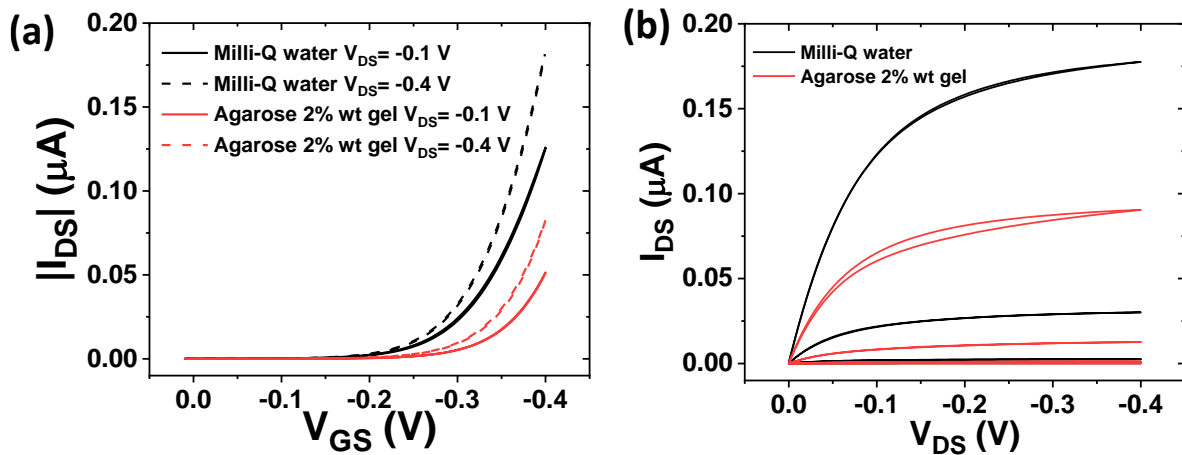 (a)
0.20
0.15
0.10
0.05
0.00
|I_DS| (μA)
Milli-Q water V_DS= -0.1 V
Milli-Q water V_DS= -0.4 V
Agarose 2% wt gel V_DS= -0.1 V
Agarose 2% wt gel V_DS= -0.4 V
0.0 -0.1 -0.2 -0.3 -0.4
V_GS (V)
(b)
0.20
0.15
0.10
0.05
0.00
I_DS (μA)
Milli-Q water
Agarose 2% wt gel
0.0 -0.1 -0.2 -0.3 -0.4
V_DS (V)